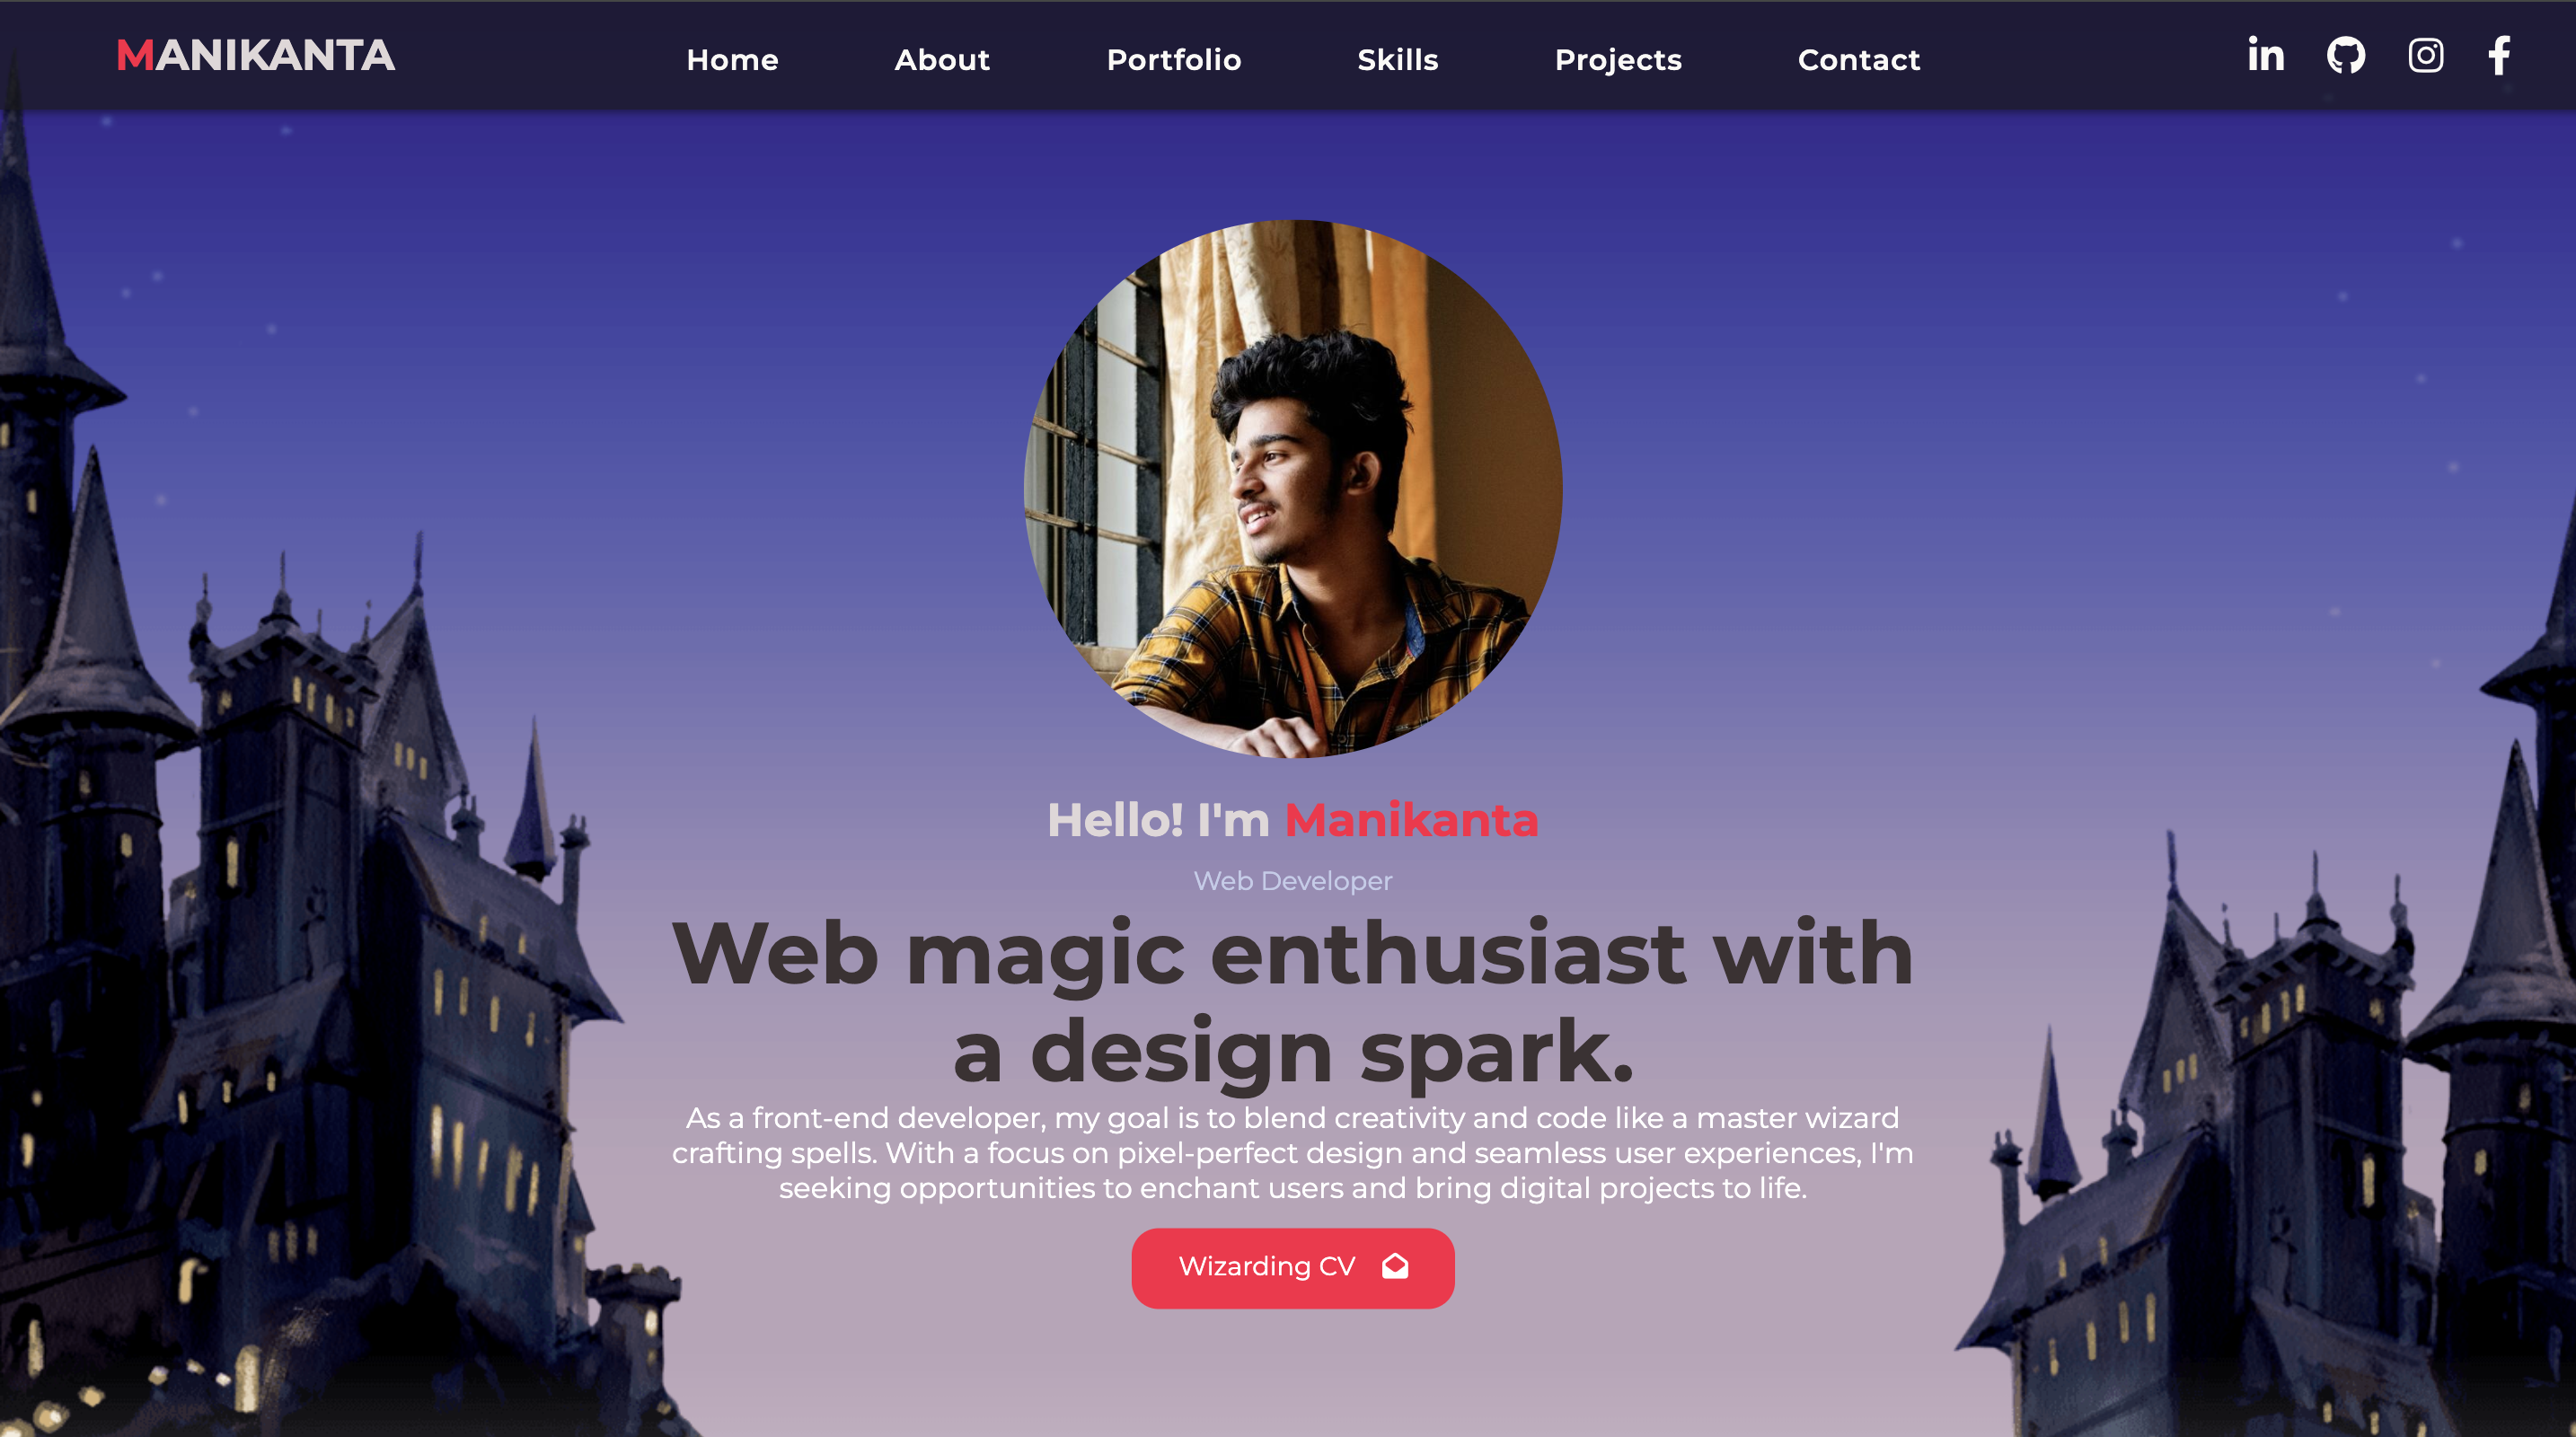 MANIKANTA
Home About Portfolio Skills Projects Contact
Hello! I'm Manikanta
Web Developer
Web magic enthusiast with
a design spark.
As a front-end developer, my goal is to blend creativity and code like a master wizard
crafting spells. With a focus on pixel-perfect design and seamless user experiences, I'm
seeking opportunities to enchant users and bring digital projects to life.
Wizarding CV